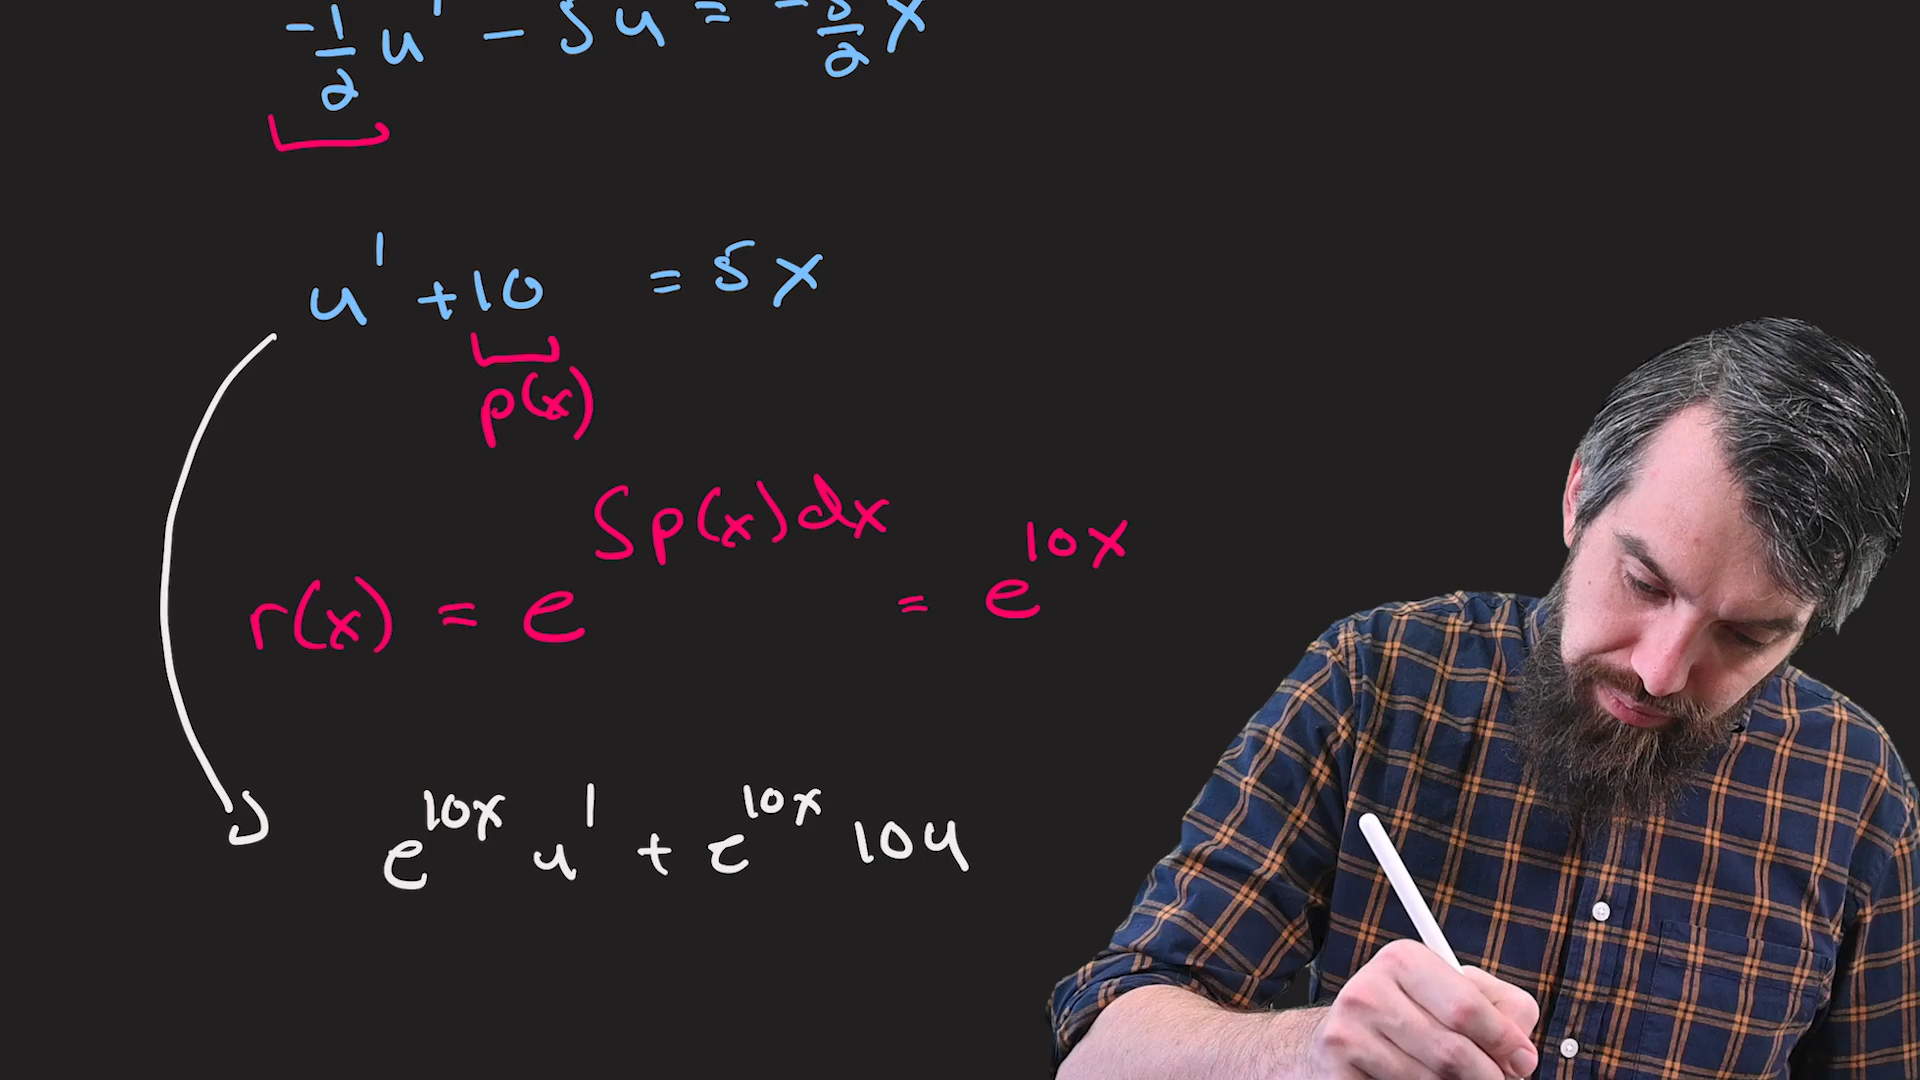 -1/2 u' - 5u = -5/2 x
u' + 10 = 5x
p(x)
r(x) = e^∫p(x)dx = e^10x
e^10x u' + e^10x 10u